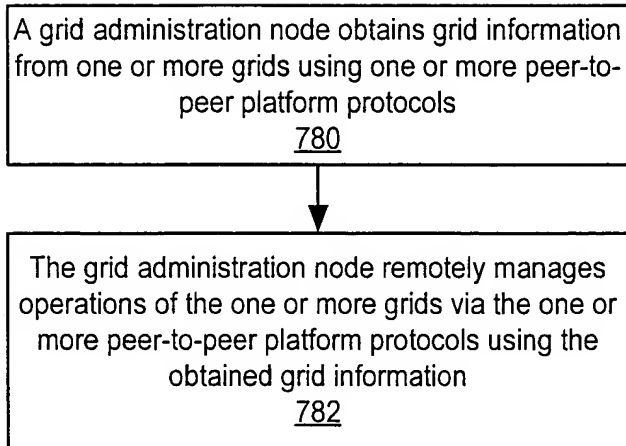 A grid administration node obtains grid information
from one or more grids using one or more peer-to-
peer platform protocols
780
The grid administration node remotely manages
operations of the one or more grids via the one or
more peer-to-peer platform protocols using the
obtained grid information
782